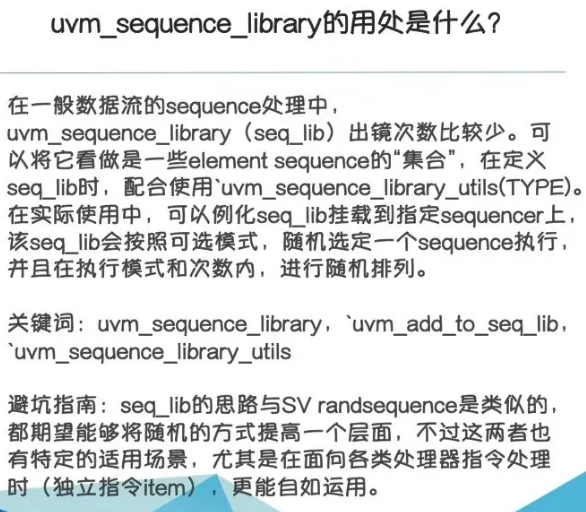 uvm_sequence_library的用处是什么？
在一般数据流的sequence处理中，
uvm_sequence_library（seq_lib）出镜次数比较少。可
以将它看做是一些element sequence的“集合”，在定义
seq_lib时，配合使用`uvm_sequence_library_utils(TYPE)。
在实际使用中，可以例化seq_lib挂载到指定sequencer上，
该seq_lib会按照可选模式，随机选定一个sequence执行，
并且在执行模式和次数内，进行随机排列。
关键词：uvm_sequence_library，`uvm_add_to_seq_lib，
`uvm_sequence_library_utils
避坑指南：seq_lib的思路与SV randsequence是类似的，
都期望能够将随机的方式提高一个层面，不过这两者也
有特定的适用场景，尤其是在面向各类处理器指令处理
时（独立指令item），更能自如运用。